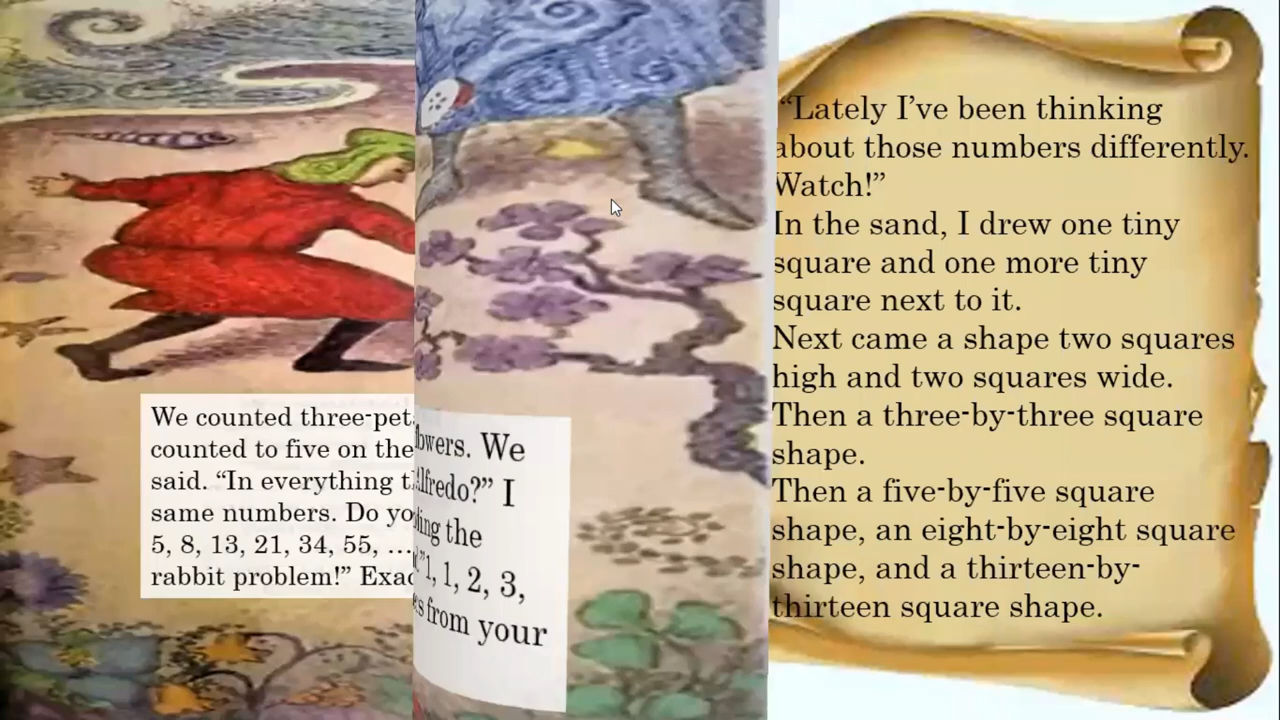 We counted three-pet
counted to five on the
said. “In everything t
same numbers. Do yo
5, 8, 13, 21, 34, 55, ...
rabbit problem!” Exac
lowers. We
Alfredo?” I
ing the
”1, 1, 2, 3,
s from your
“Lately I’ve been thinking
about those numbers differently.
Watch!”
In the sand, I drew one tiny
square and one more tiny
square next to it.
Next came a shape two squares
high and two squares wide.
Then a three-by-three square
shape.
Then a five-by-five square
shape, an eight-by-eight square
shape, and a thirteen-by-
thirteen square shape.